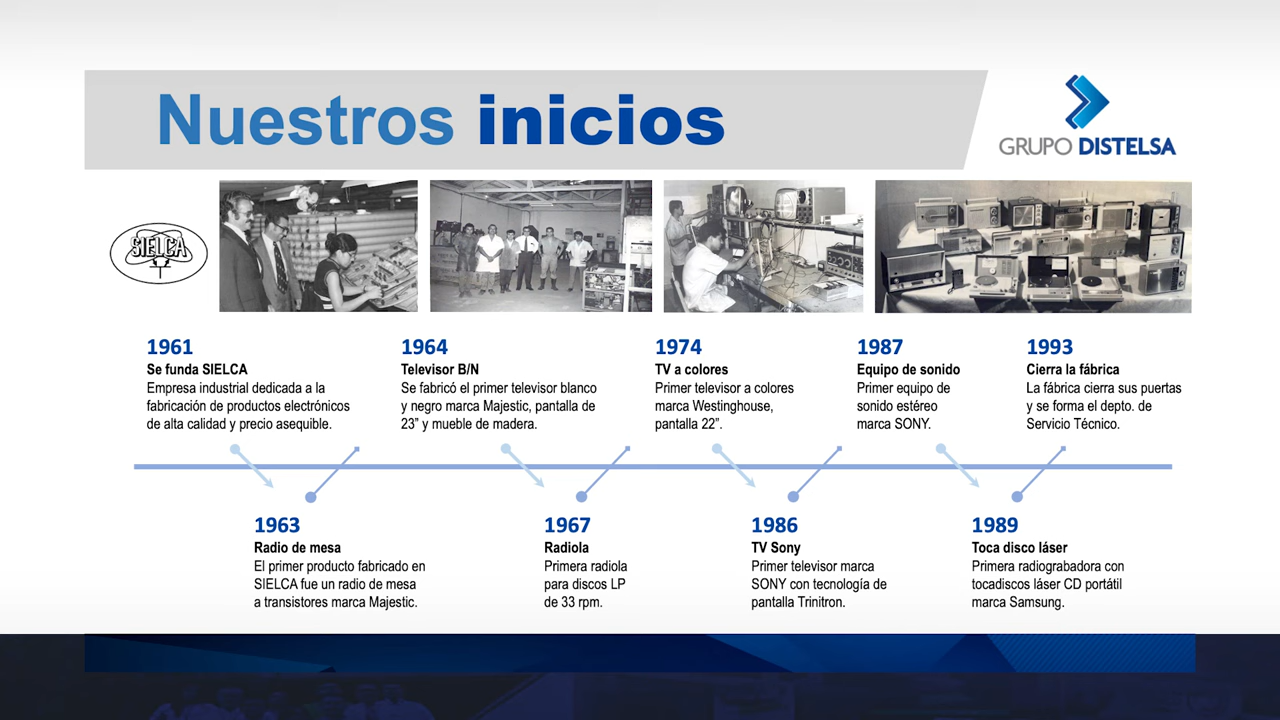 Nuestros inicios
GRUPO DISTELSA
SIELCA
1961
Se funda SIELCA
Empresa industrial dedicada a la
fabricación de productos electrónicos
de alta calidad y precio asequible.
1963
Radio de mesa
El primer producto fabricado en
SIELCA fue un radio de mesa
a transistores marca Majestic.
1964
Televisor B/N
Se fabricó el primer televisor blanco
y negro marca Majestic, pantalla de
23” y mueble de madera.
1967
Radiola
Primera radiola
para discos LP
de 33 rpm.
1974
TV a colores
Primer televisor a colores
marca Westinghouse,
pantalla 22”.
1986
TV Sony
Primer televisor marca
SONY con tecnología de
pantalla Trinitron.
1987
Equipo de sonido
Primer equipo de
sonido estéreo
marca SONY.
1989
Toca disco láser
Primera radiograbadora con
tocadiscos láser CD portátil
marca Samsung.
1993
Cierra la fábrica
La fábrica cierra sus puertas
y se forma el depto. de
Servicio Técnico.